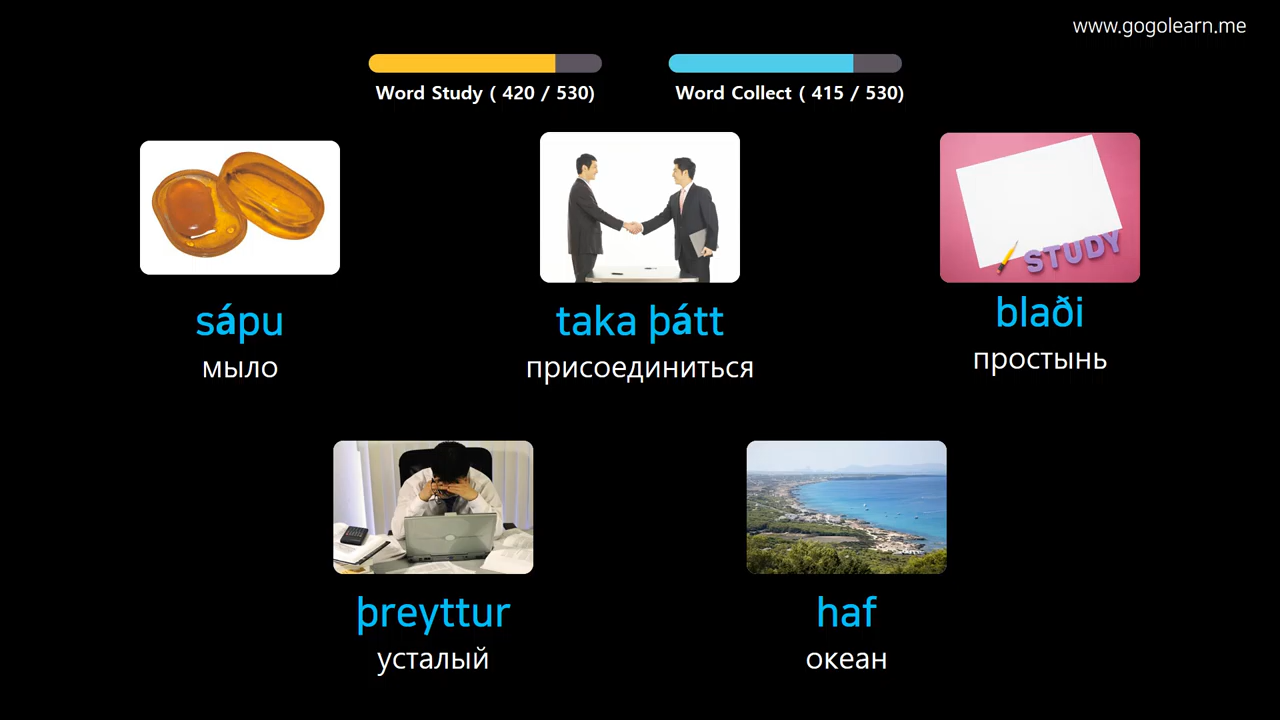 www.gogolearn.me
Word Study ( 420 / 530)
Word Collect ( 415 / 530)
STUDY
sápu
мыло
taka þátt
присоединиться
blaði
простынь
þreyttur
усталый
haf
океан